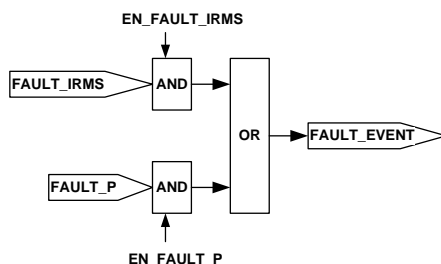 EN_FAULT_IRMS
FAULT_IRMS
AND
OR
FAULT_EVENT
FAULT_P
AND
EN_FAULT_P